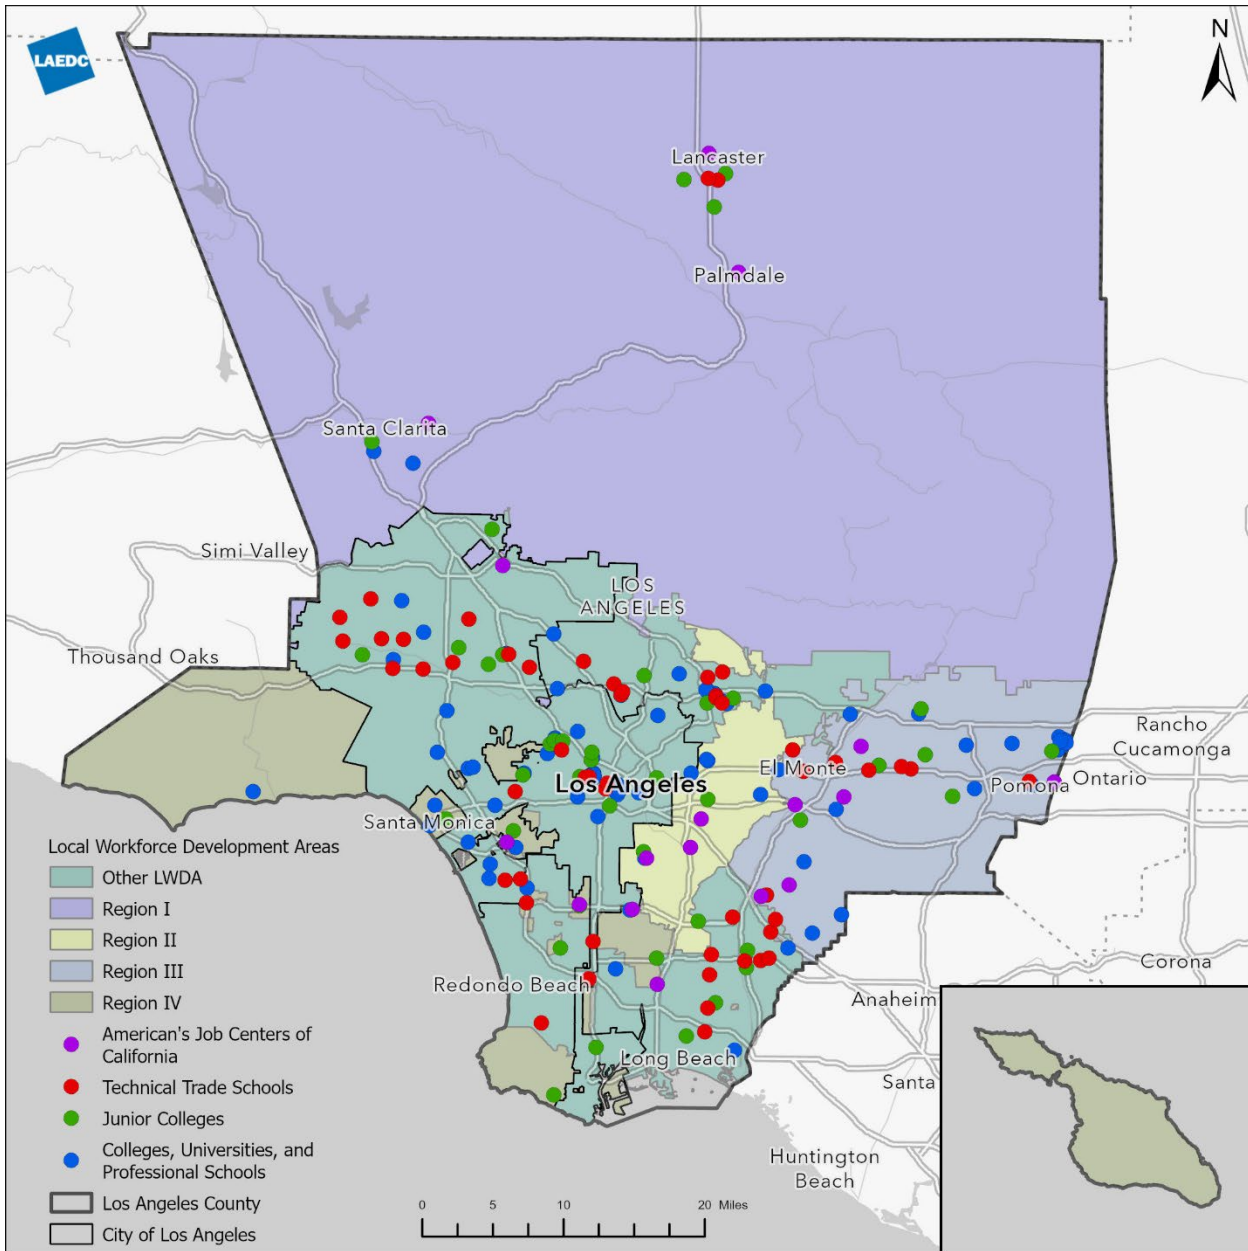 LAEDC
N
Lancaster
Palmdale
Santa Clarita
Simi Valley
LOS
ANGELES
Thousand Oaks
Rancho
Cucamonga
El Monte
Pomona
Ontario
Los Angeles
Santa Monica
Redondo Beach
Corona
Anaheim
Long Beach
Santa
Huntington
Beach
Local Workforce Development Areas
Other LWDA
Region I
Region II
Region III
Region IV
American's Job Centers of
California
Technical Trade Schools
Junior Colleges
Colleges, Universities, and
Professional Schools
Los Angeles County
City of Los Angeles
0 5 10 20 Miles